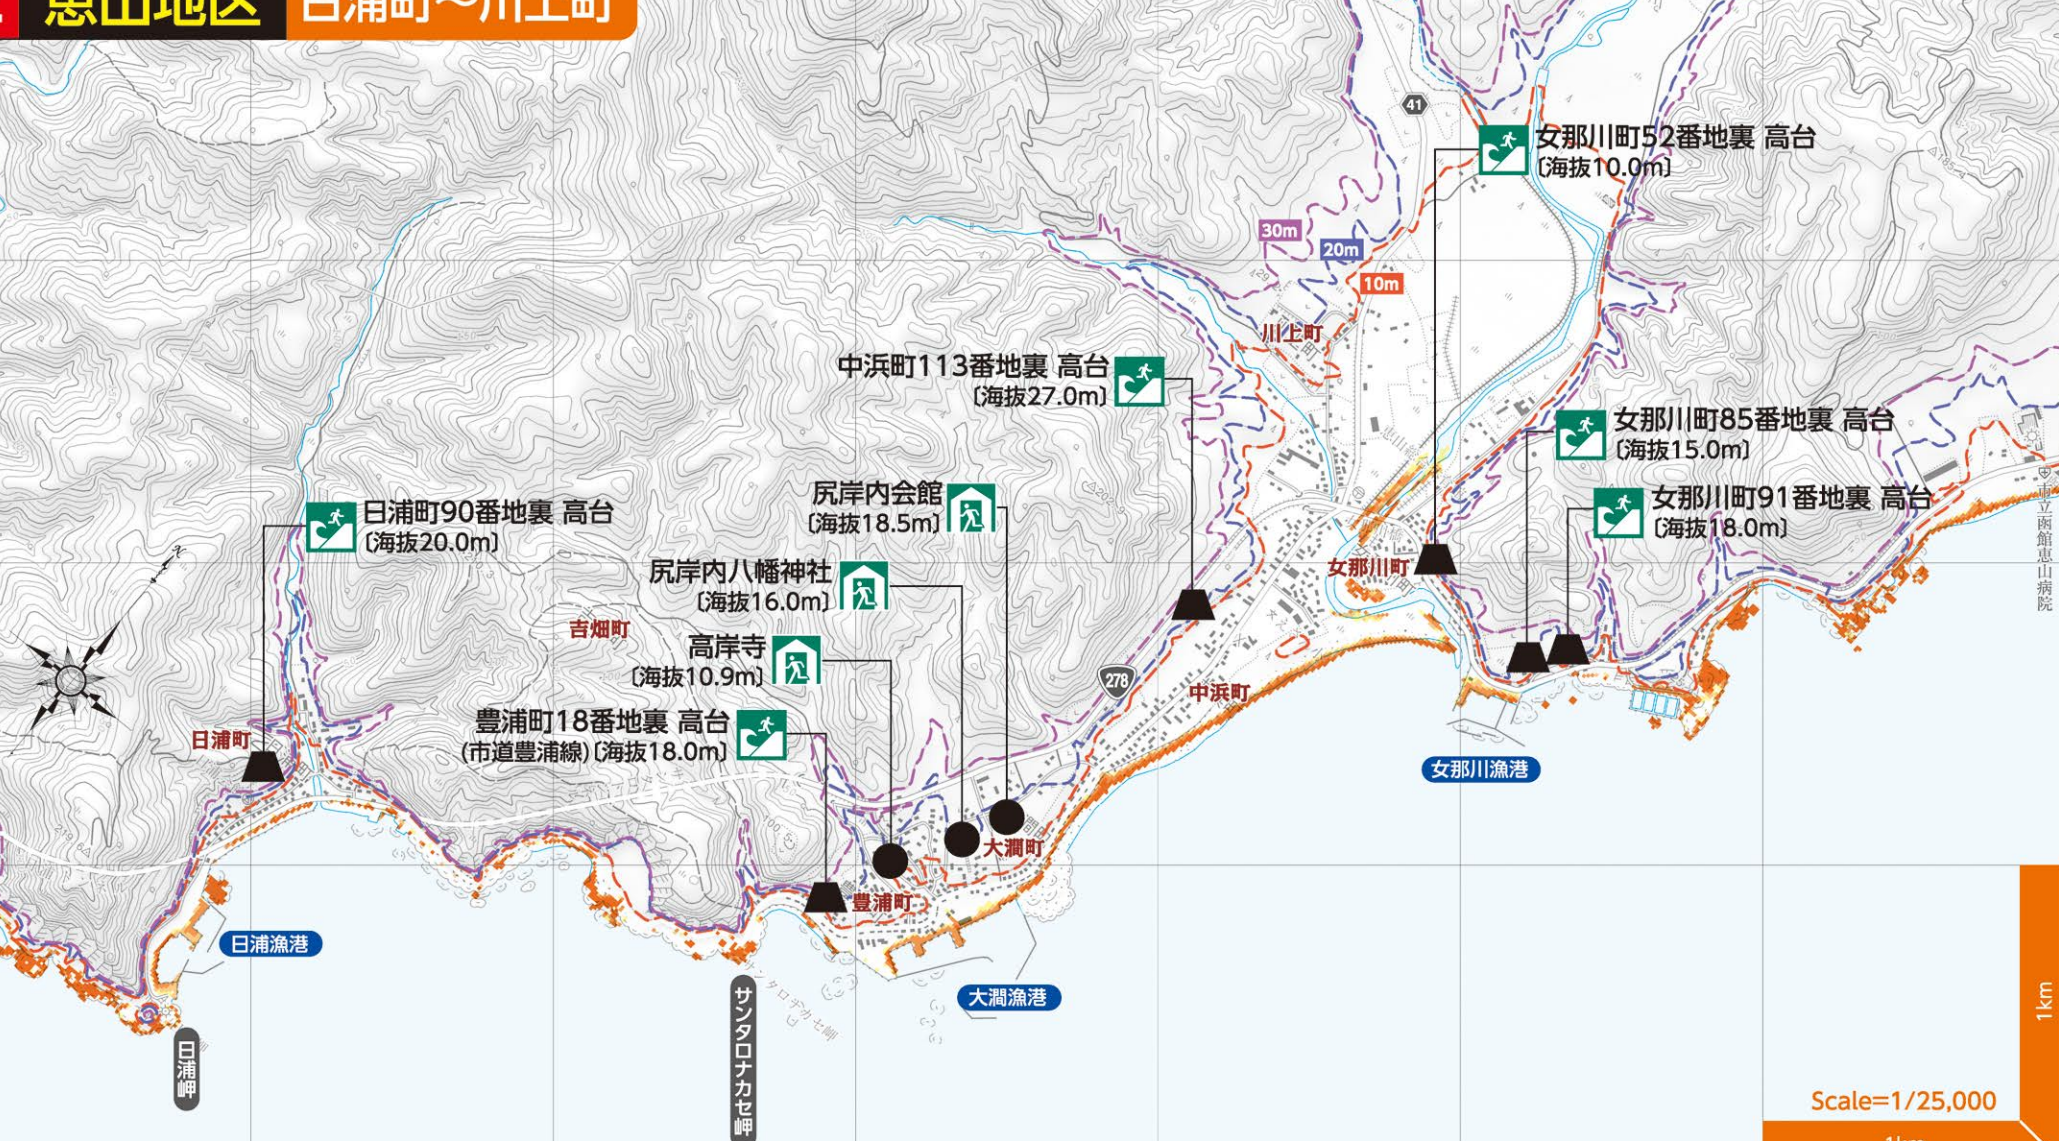 恵山地区
日浦町～川上町
41
女那川町52番地裏 高台
〔海抜10.0m〕
30m
20m
10m
川上町
中浜町113番地裏 高台
〔海抜27.0m〕
女那川町85番地裏 高台
〔海抜15.0m〕
尻岸内会館
〔海抜18.5m〕
女那川町91番地裏 高台
〔海抜18.0m〕
市立函館恵山病院
日浦町90番地裏 高台
〔海抜20.0m〕
尻岸内八幡神社
〔海抜16.0m〕
女那川町
吉畑町
高岸寺
〔海抜10.9m〕
278
中浜町
豊浦町18番地裏 高台
(市道豊浦線)〔海抜18.0m〕
日浦町
女那川漁港
大澗町
豊浦町
日浦漁港
大澗漁港
サンタロナカセ岬
日浦岬
1km
Scale=1/25,000
1km